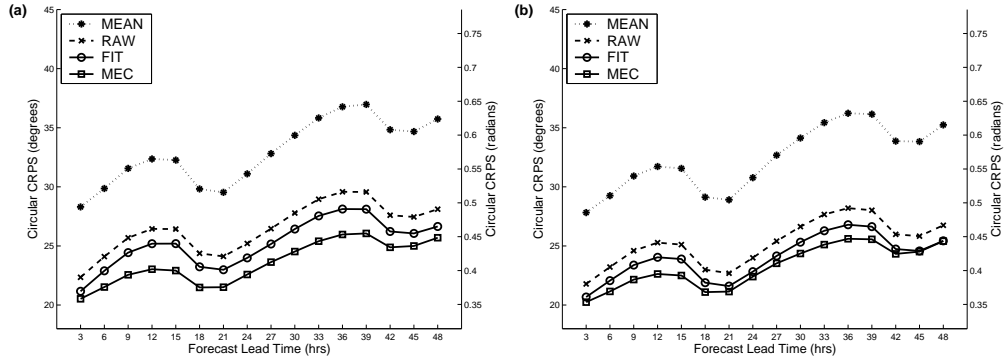 (a)
MEAN
RAW
FIT
MEC
45
40
35
30
25
20
Circular CRPS (degrees)
0.75
0.7
0.65
0.6
0.55
0.5
0.45
0.4
0.35
Circular CRPS (radians)
3 6 9 12 15 18 21 24 27 30 33 36 39 42 45 48
Forecast Lead Time (hrs)
(b)
MEAN
RAW
FIT
MEC
45
40
35
30
25
20
Circular CRPS (degrees)
0.75
0.7
0.65
0.6
0.55
0.5
0.45
0.4
0.35
Circular CRPS (radians)
3 6 9 12 15 18 21 24 27 30 33 36 39 42 45 48
Forecast Lead Time (hrs)